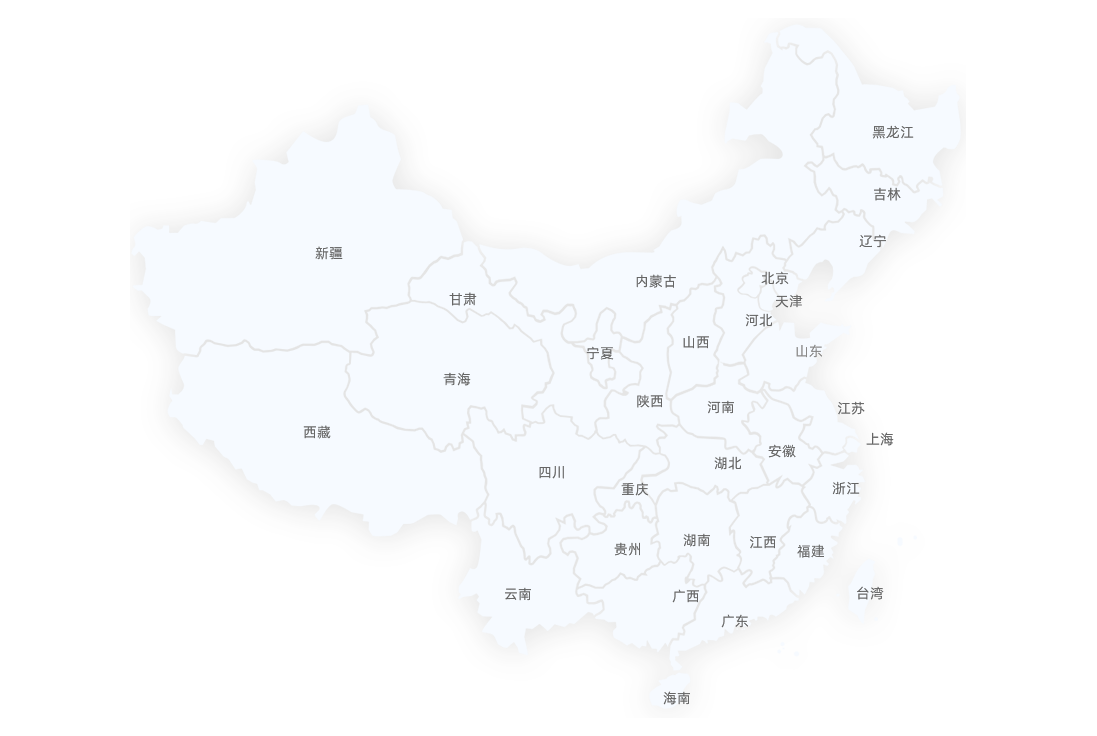 黑龙江
吉林
辽宁
新疆
北京
内蒙古
甘肃
天津
河北
山西
山东
宁夏
青海
陕西
河南
江苏
西藏
上海
安徽
湖北
四川
重庆
浙江
湖南
江西
贵州
福建
云南
广西
台湾
广东
海南